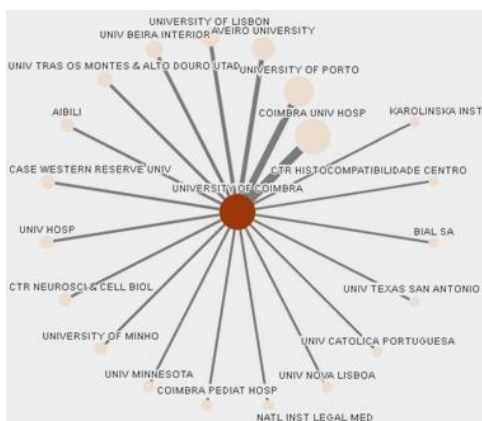 UNIVERSITY OF LISBON
UNIV BEIRA INTERIOR
AVEIRO UNIVERSITY
UNIV TRAS OS MONTES & ALTO DOURO UTAD
UNIVERSITY OF PORTO
AIBILI
COIMBRA UNIV HOSP
KAROLINSKA INST
CASE WESTERN RESERVE UNIV
CTR HISTOCOMPATIBILIDADE CENTRO
UNIVERSITY OF COIMBRA
UNIV HOSP
BIAL SA
CTR NEUROSCI & CELL BIOL
UNIV TEXAS SAN ANTONIO
UNIVERSITY OF MINHO
UNIV CATOLICA PORTUGUESA
UNIV MINNESOTA
UNIV NOVA LISBOA
COIMBRA PEDIAT HOSP
NATL INST LEGAL MED